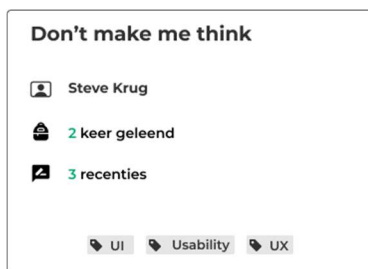 Don’t make me think
Steve Krug
2 keer geleend
3 recenties
UI Usability UX